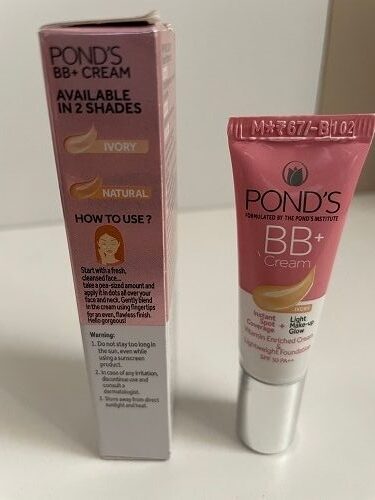 POND'S
BB+ CREAM
AVAILABLE
IN 2 SHADES
IVORY
NATURAL
HOW TO USE ?
Start with a fresh,
cleansed face...
take a pea-sized amount and
apply it in dots all over your
face and neck. Gently blend
in the cream using fingertips
for an even, flawless finish.
Hello gorgeous!
Warning:
1. Do not stay too long in
the sun, even while
using a sunscreen
product.
2. In case of any irritation,
discontinue use and
consult a
dermatologist.
3. Store away from direct
sunlight and heat.
67/-B102
POND'S
FORMULATED BY THE POND'S INSTITUTE
BB+
Cream
IVORY
Instant
Spot
Coverage
+
Light
Make-up
Glow
Vitamin Enriched Cream
&
Lightweight Foundation
SPF 30 PA++